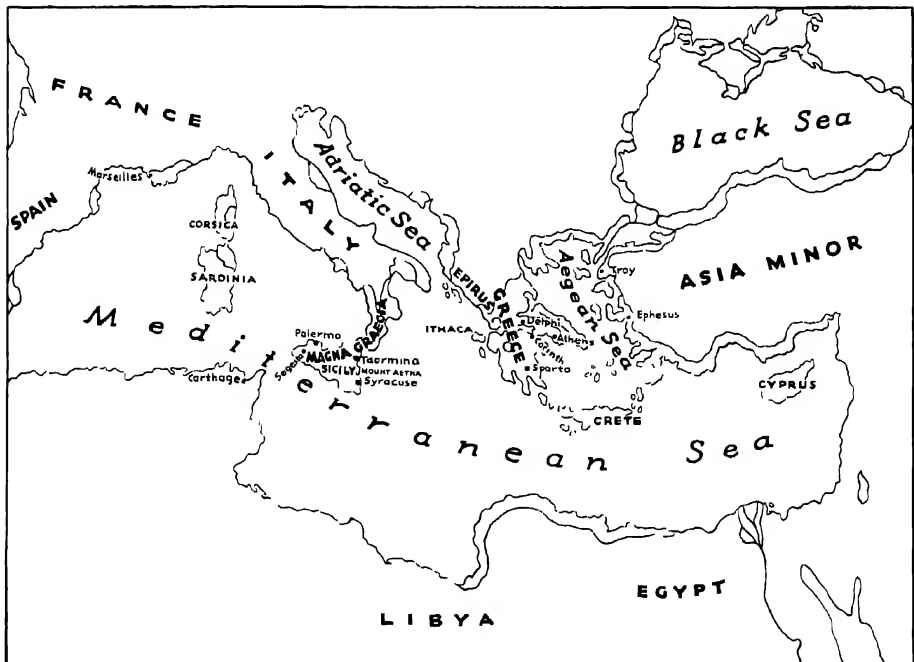 FRANCE
Black Sea
Marseilles
ITALY
Adriatic Sea
SPAIN
CORSICA
SARDINIA
ASIA MINOR
Aegean Sea
Troy
EPIRUS
GREESE
Ephesus
ITHACA
Delphi
Athens
Corinth
Sparta
Mediterranean Sea
Palermo
MAGNA GRAECIA
Segesta
SICILY
Taormina
MOUNT AETNA
Syracuse
Carthage
CYPRUS
CRETE
EGYPT
LIBYA